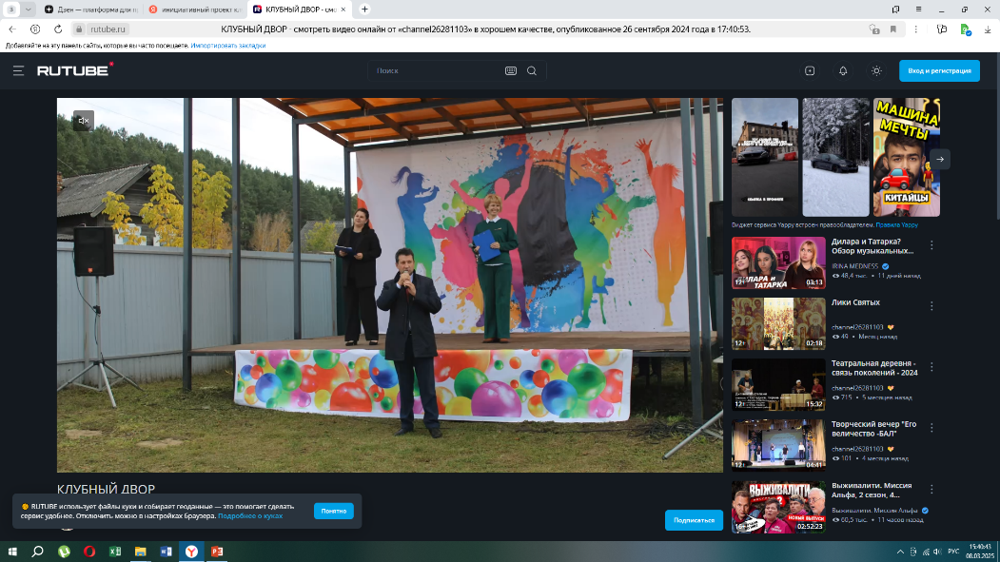 3
Дзен — платформа для п
инициативный проект кл
КЛУБНЫЙ ДВОР - смот
rutube.ru
КЛУБНЫЙ ДВОР - смотреть видео онлайн от «channel26281103» в хорошем качестве, опубликованное 26 сентября 2024 года в 17:40:53.
Добавляйте на эту панель сайты, которые вы часто посещаете. Импортировать закладки
RUTUBE
Поиск
Вход и регистрация
МАШИНА
МЕЧТЫ
КИТАЙЦЫ
Виджет сервиса Yappy встроен правообладателем. Правила Yappy
ДИЛАРА И
ТАТАРКА
12+
03:13
Дилара и Татарка?
Обзор музыкальных...
IRINA MEDNESS
48,4 тыс. • 11 дней назад
12+
02:18
Лики Святых
channel26281103
49 • Месяц назад
12+
15:32
Театральная деревня -
связь поколений - 2024
channel26281103
715 • 5 месяцев назад
12+
04:41
Творческий вечер "Его
величество -БАЛ"
channel26281103
101 • 4 месяца назад
ВЫЖИВАЛИТИ
НОВЫЙ ВЫПУСК
16+
02:52:23
Выживалити. Миссия
Альфа, 2 сезон, 4...
Выживалити. Миссия Альфа
60,5 тыс. • 11 часов назад
КЛУБНЫЙ ДВОР
RUTUBE использует файлы куки и собирает геоданные — это помогает сделать
сервис удобнее. Отключить можно в настройках браузера. Подробнее о куках
Понятно
Подписаться
РУС
15:40:43
08.03.2025